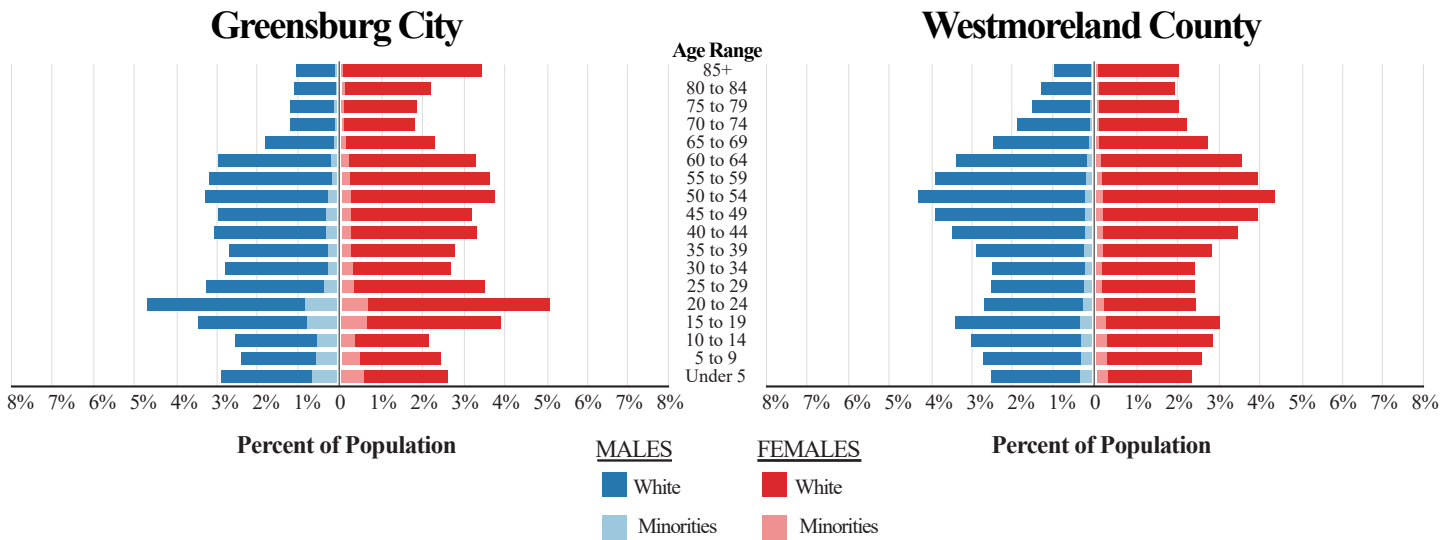 Greensburg City
Westmoreland County
Age Range
85+
80 to 84
75 to 79
70 to 74
65 to 69
60 to 64
55 to 59
50 to 54
45 to 49
40 to 44
35 to 39
30 to 34
25 to 29
20 to 24
15 to 19
10 to 14
5 to 9
Under 5
8% 7% 6% 5% 4% 3% 2% 1% 0 1% 2% 3% 4% 5% 6% 7% 8%
8% 7% 6% 5% 4% 3% 2% 1% 0 1% 2% 3% 4% 5% 6% 7% 8%
Percent of Population
Percent of Population
MALES
FEMALES
White
White
Minorities
Minorities